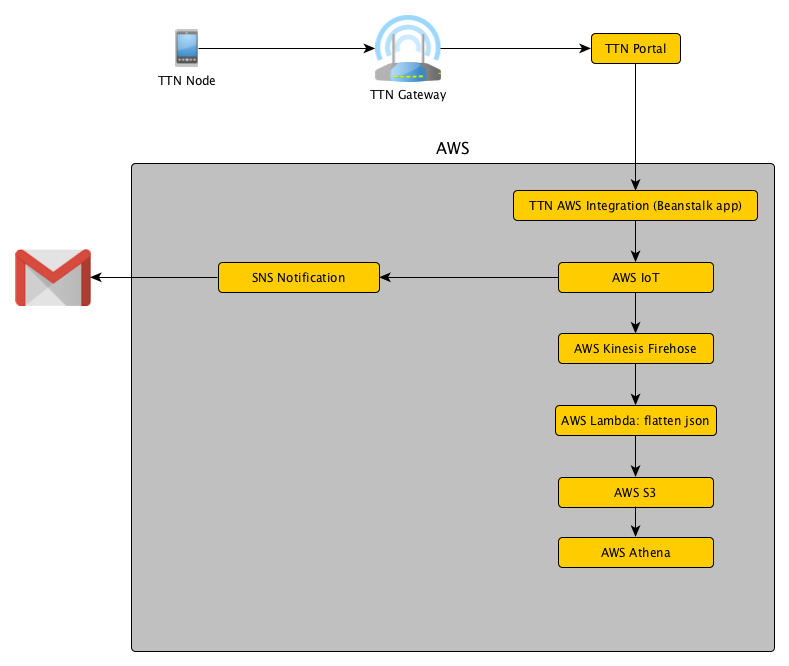 TTN Portal
TTN Node
TTN Gateway
AWS
TTN AWS Integration (Beanstalk app)
SNS Notification
AWS IoT
AWS Kinesis Firehose
AWS Lambda: flatten json
AWS S3
AWS Athena